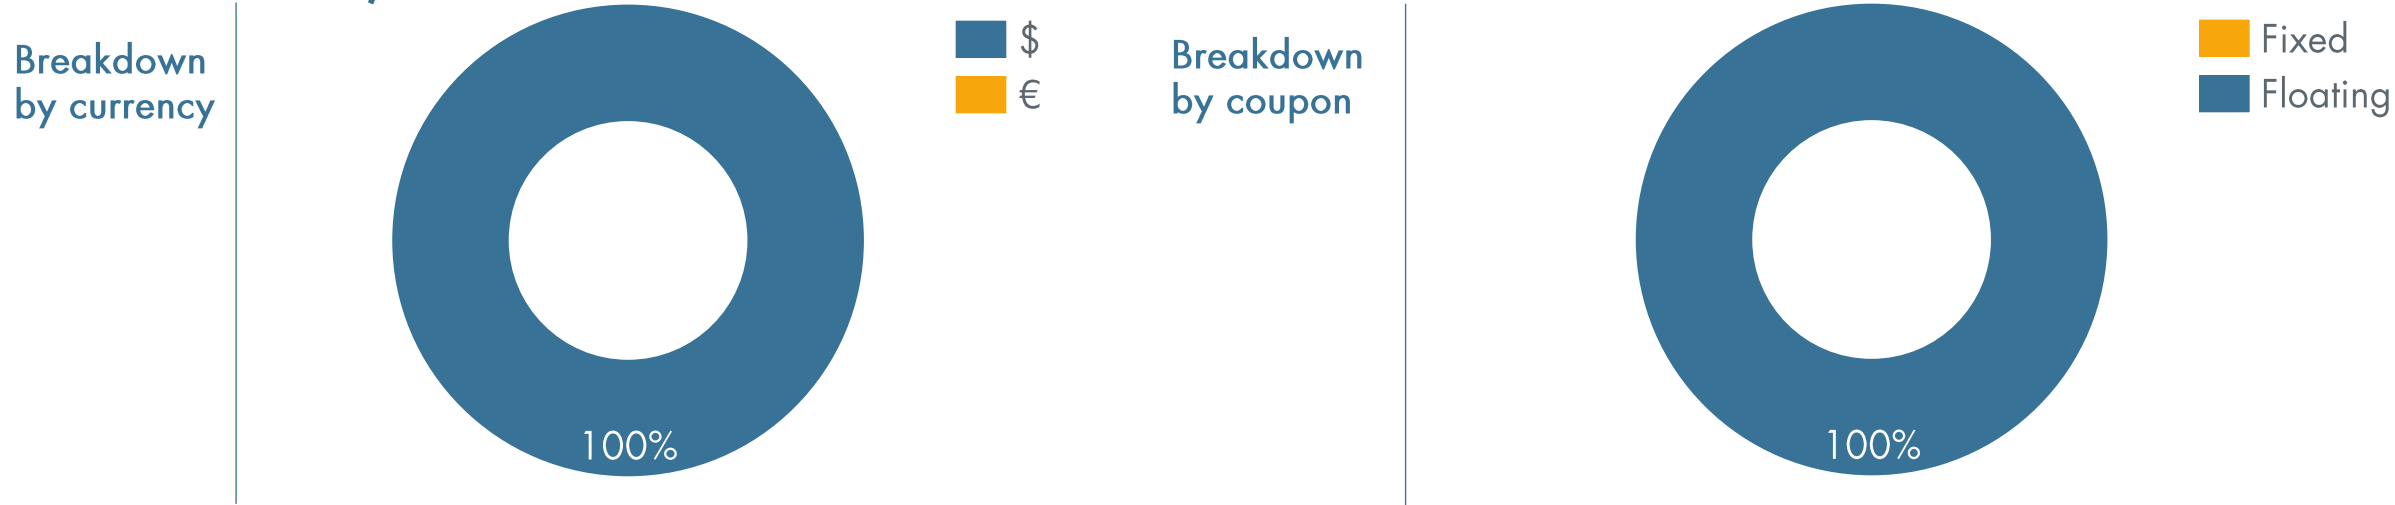 Breakdown
by currency
$
€
100%
Breakdown
by coupon
Fixed
Floating
100%